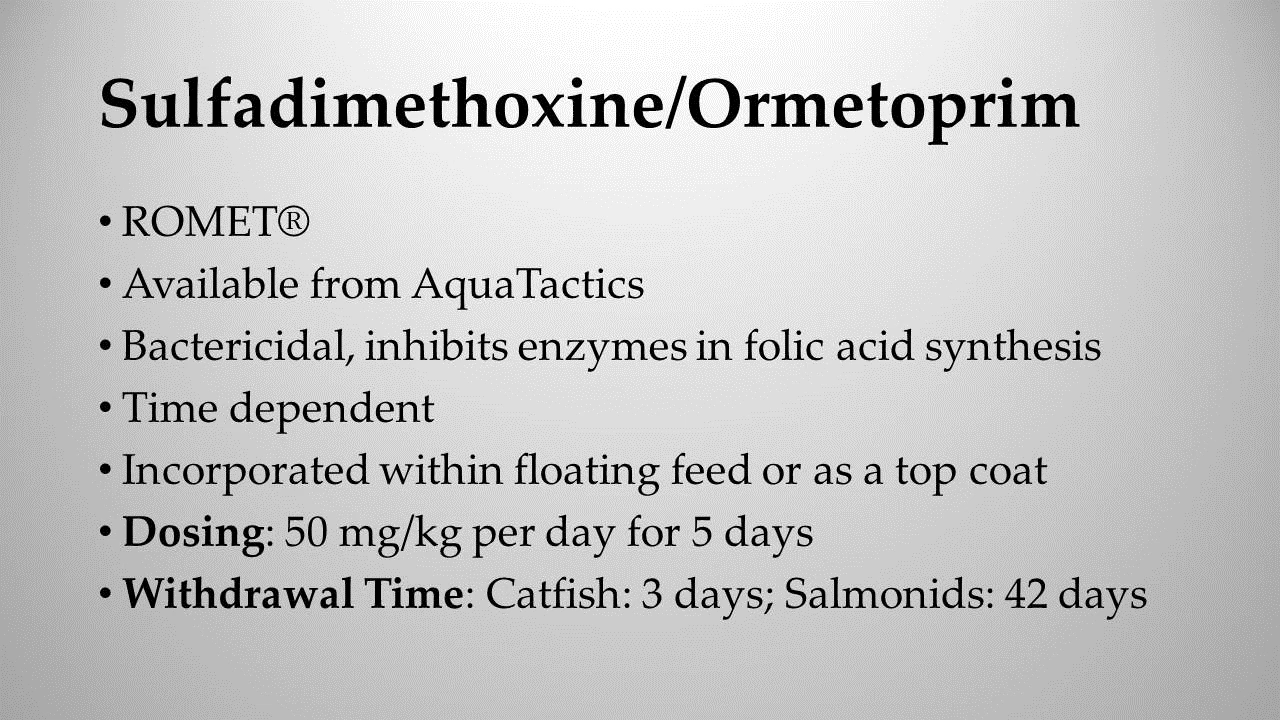 Sulfadimethoxine/Ormetoprim
• ROMET®
• Available from AquaTactics
• Bactericidal, inhibits enzymes in folic acid synthesis
• Time dependent
• Incorporated within floating feed or as a top coat
• Dosing: 50 mg/kg per day for 5 days
• Withdrawal Time: Catfish: 3 days; Salmonids: 42 days